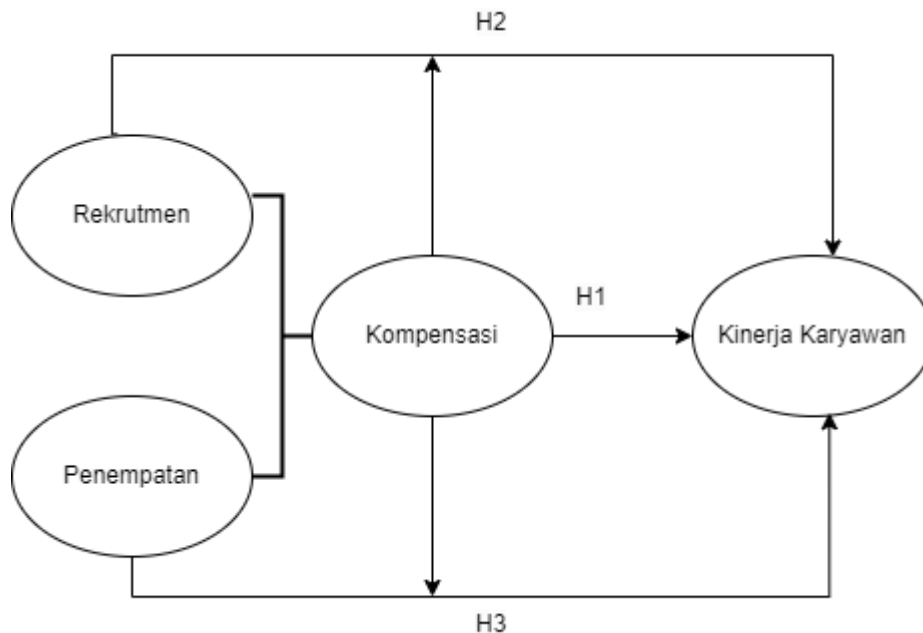 H2
Rekrutmen
H1
Kompensasi
Kinerja Karyawan
Penempatan
H3